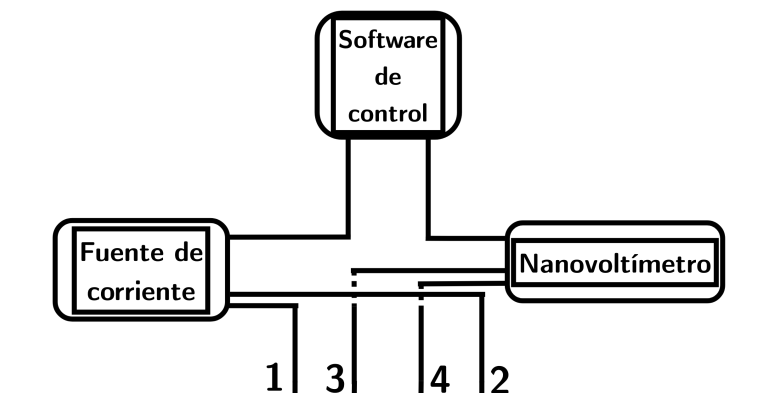 Software
de
control
Fuente de
corriente
Nanovoltímetro
1 3 4 2